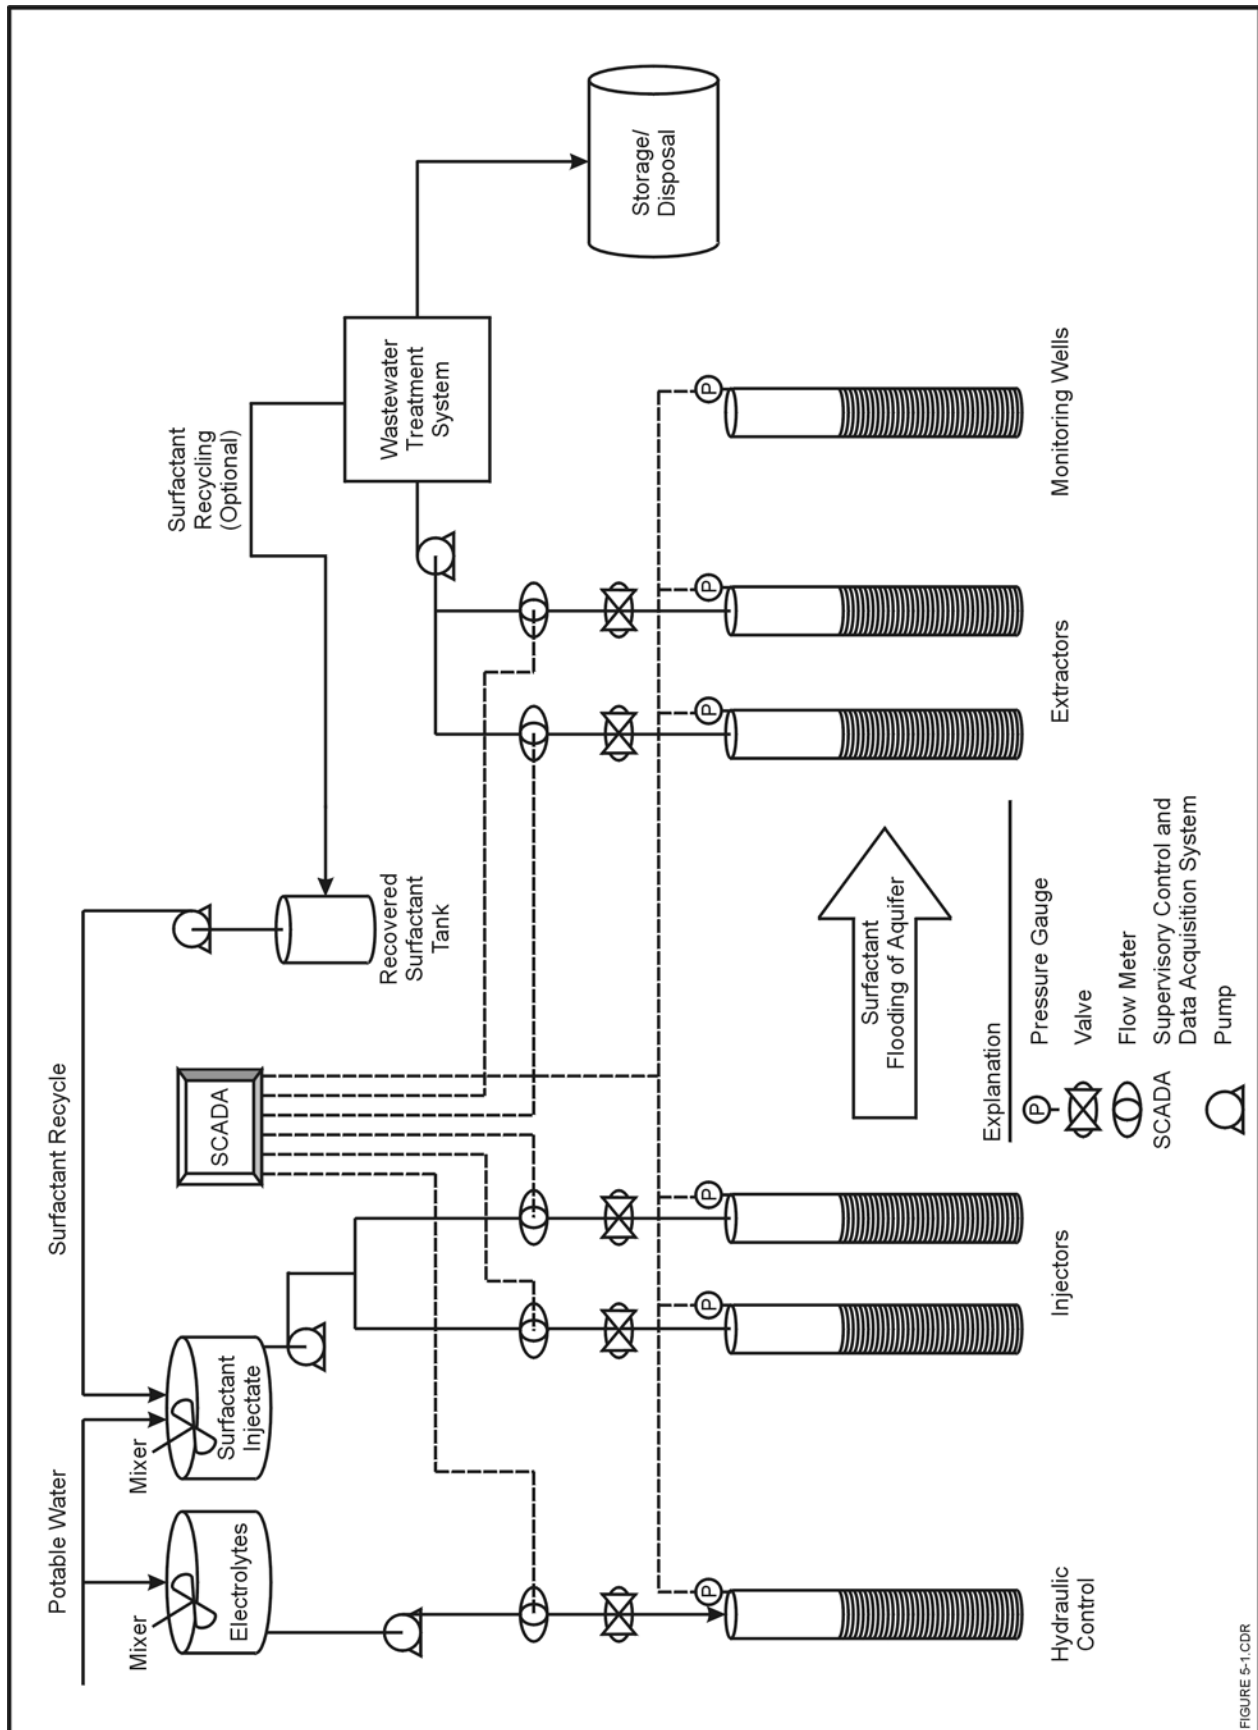 Potable Water
Surfactant Recycle
Mixer
Electrolytes
Mixer
Surfactant
Injectate
SCADA
Recovered
Surfactant
Tank
Surfactant
Recycling
(Optional)
Wastewater
Treatment
System
Storage/
Disposal
P
P
P
P
P
P
Hydraulic
Control
Injectors
Surfactant
Flooding of Aquifer
Extractors
Monitoring Wells
Explanation
P Pressure Gauge
Valve
Flow Meter
SCADA Supervisory Control and
Data Acquisition System
Pump
FIGURE 5-1.CDR